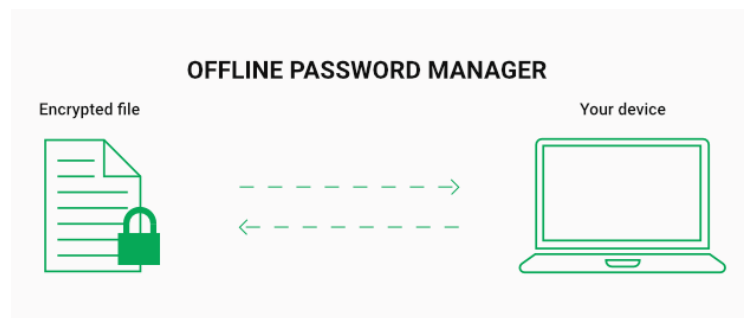 OFFLINE PASSWORD MANAGER
Encrypted file
Your device